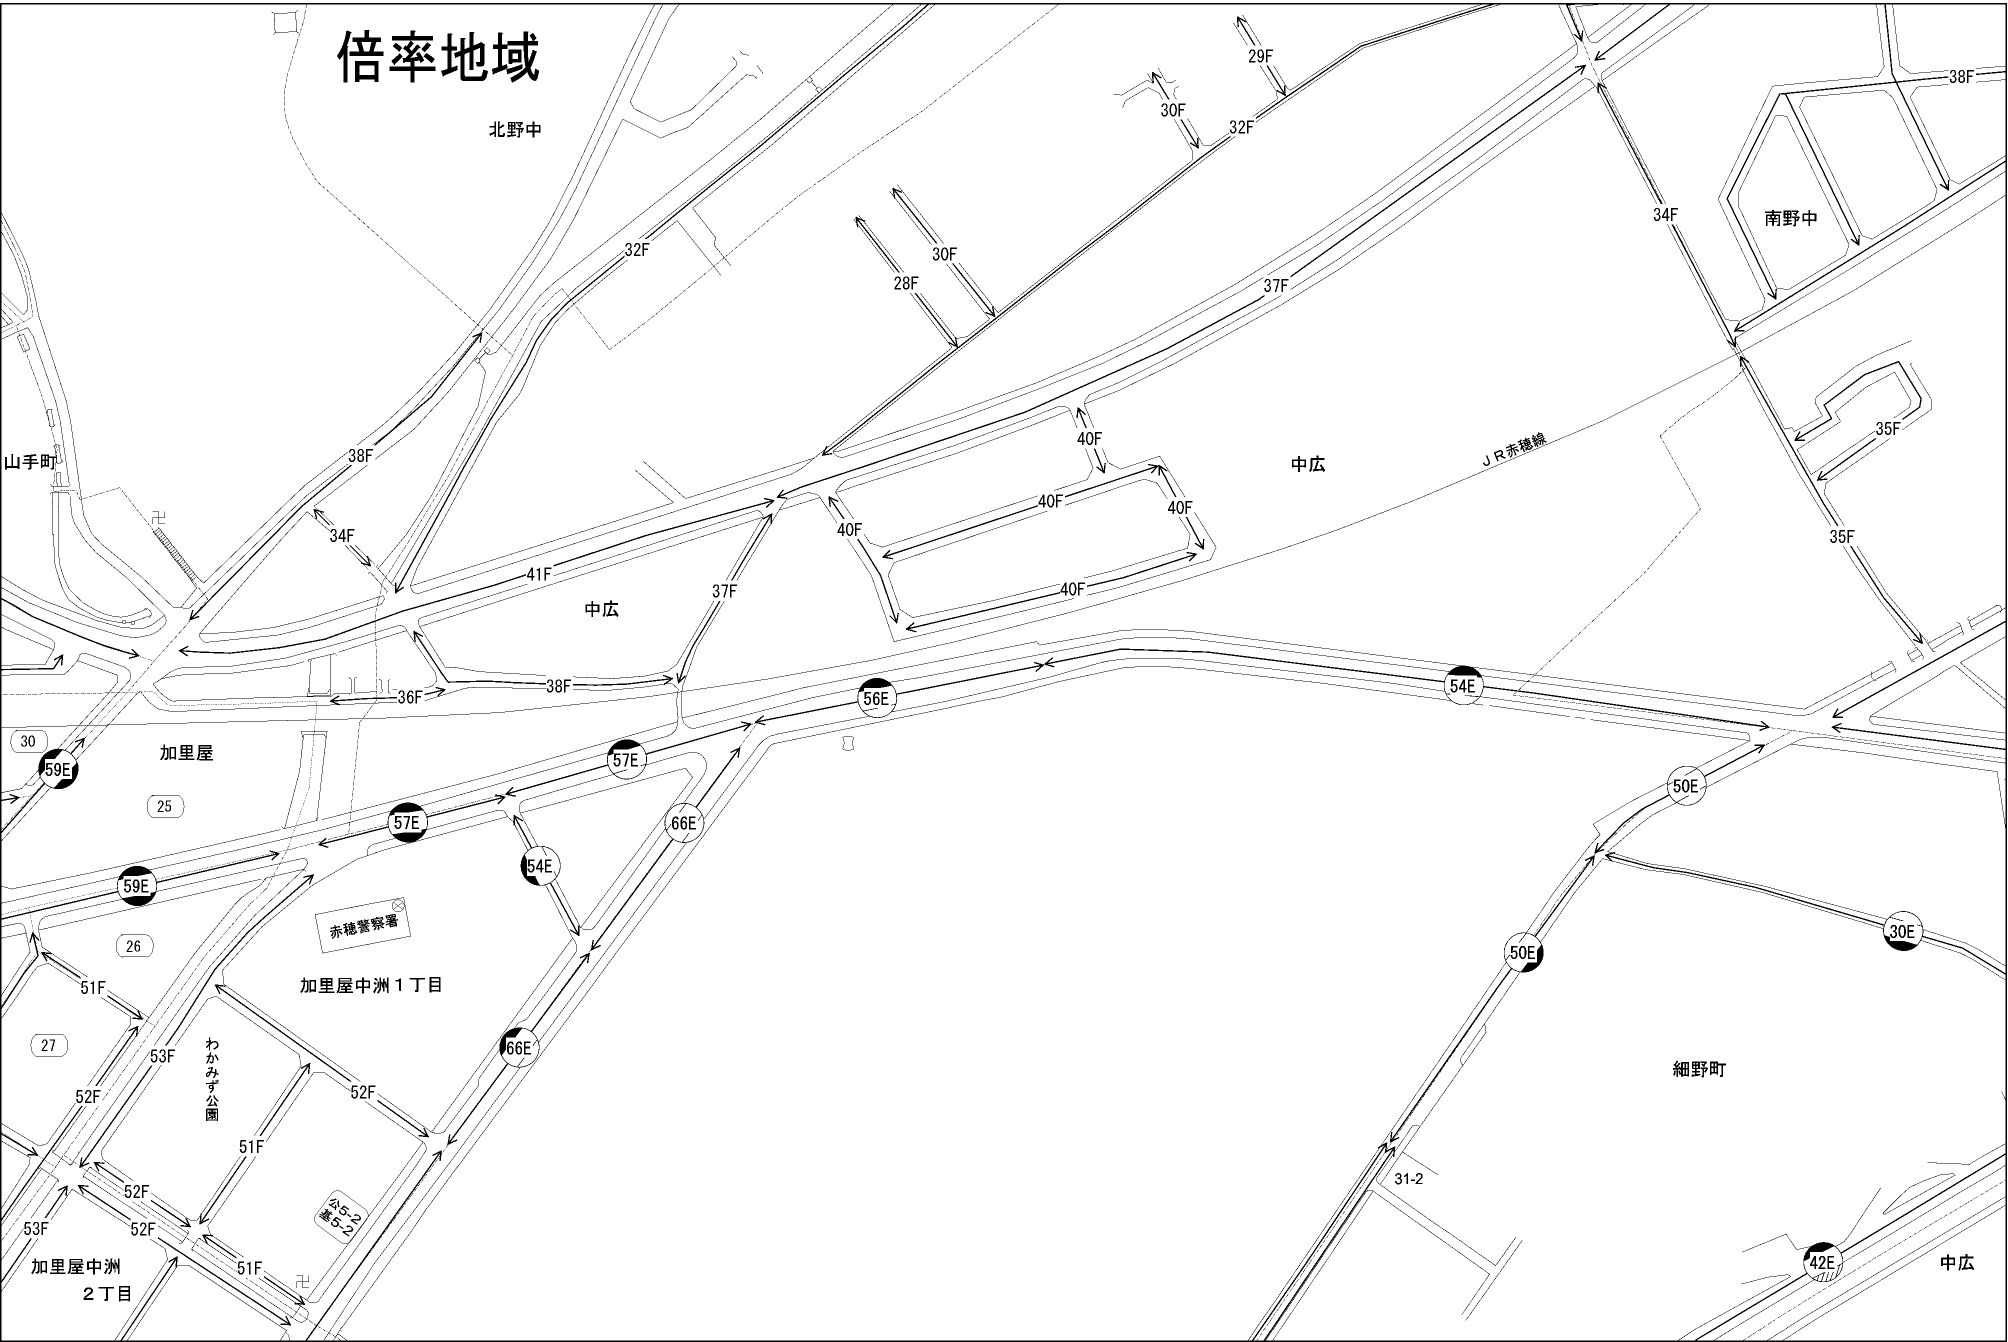 倍率地域
29F
38F
30F
32F
北野中
34F
南野中
32F
30F
28F
37F
35F
40F
38F
山手町
中広
JR赤穂線
40F
40F
34F
40F
35F
41F
37F
40F
中広
38F
36F
56E
54E
30
加里屋
57E
59E
50E
25
57E
66E
54E
59E
赤穂警察署
30E
26
50E
51F
加里屋中洲1丁目
27
53F
わかみず公園
66E
細野町
52F
52F
51F
31-2
52F
公5-2
基5-2
53F
52F
加里屋中洲
2丁目
51F
42E
中広